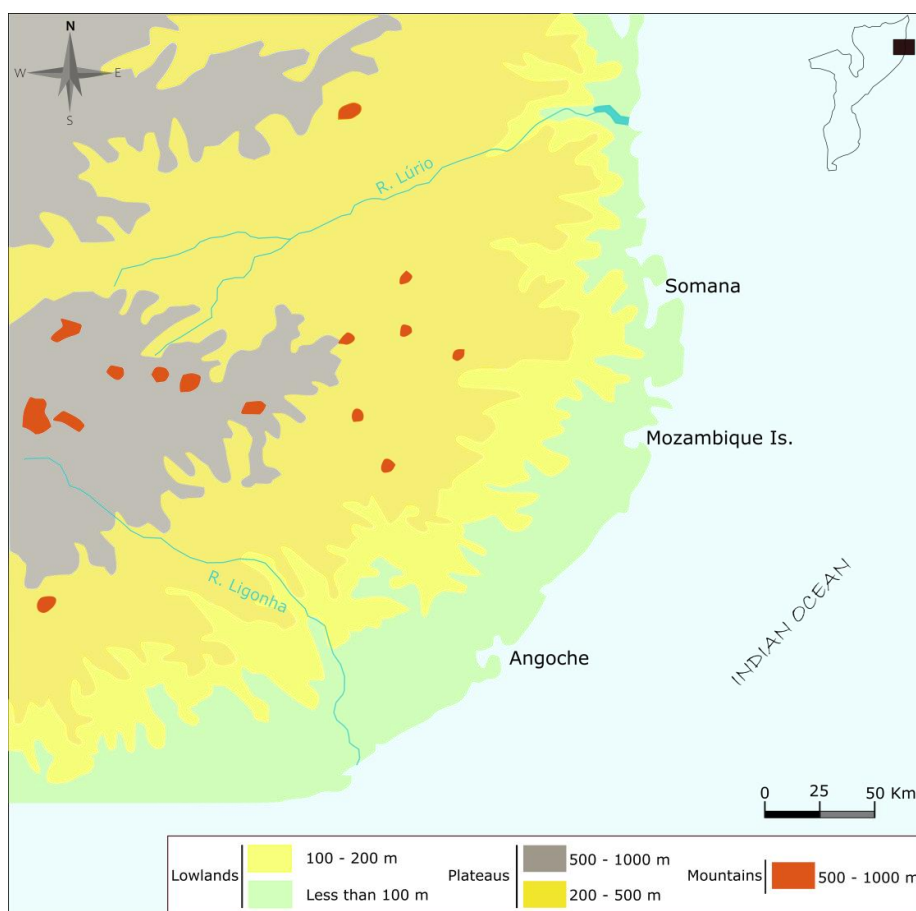 N
W
E
S
R. Lúrio
Somana
Mozambique Is.
R. Ligonha
Angoche
INDIAN OCEAN
0 25 50 Km
Lowlands
100 - 200 m
Less than 100 m
Plateaus
500 - 1000 m
200 - 500 m
Mountains
500 - 1000 m